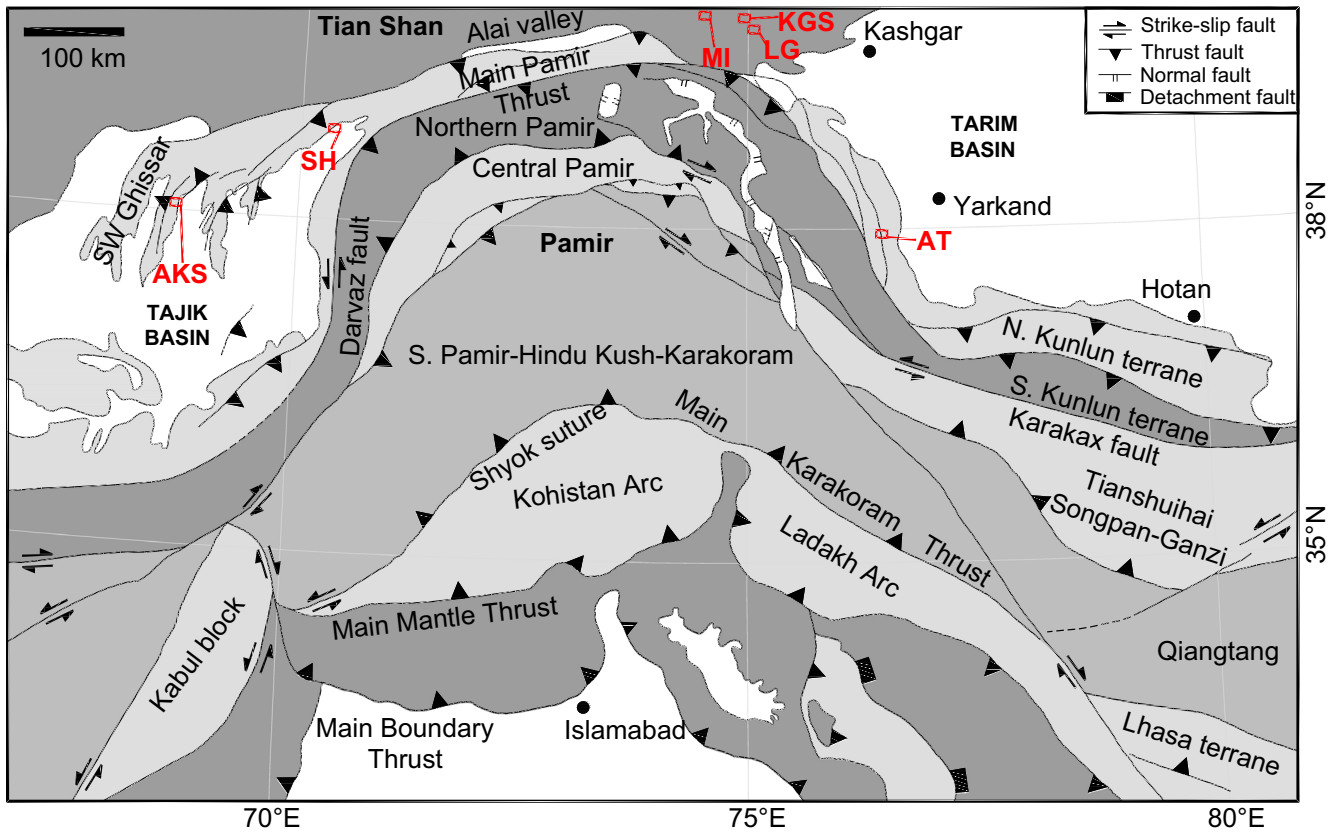 Tian Shan
Alai valley
KGS
MI
LG
Kashgar
100 km
Main Pamir
Thrust
Strike-slip fault
Thrust fault
Normal fault
Detachment fault
Northern Pamir
Central Pamir
SH
SW Ghissar
AKS
TARIM
BASIN
Yarkand
38°N
AT
Pamir
Darvaz fault
TAJIK
BASIN
Hotan
S. Pamir-Hindu Kush-Karakoram
N. Kunlun terrane
S. Kunlun terrane
Karakax fault
Main
Karakoram
Thrust
Shyok suture
Kohistan Arc
Ladakh Arc
Tianshuihai
Songpan-Ganzi
35°N
Kabul block
Main Mantle Thrust
Qiangtang
Main Boundary
Thrust
Islamabad
Lhasa terrane
70°E
75°E
80°E